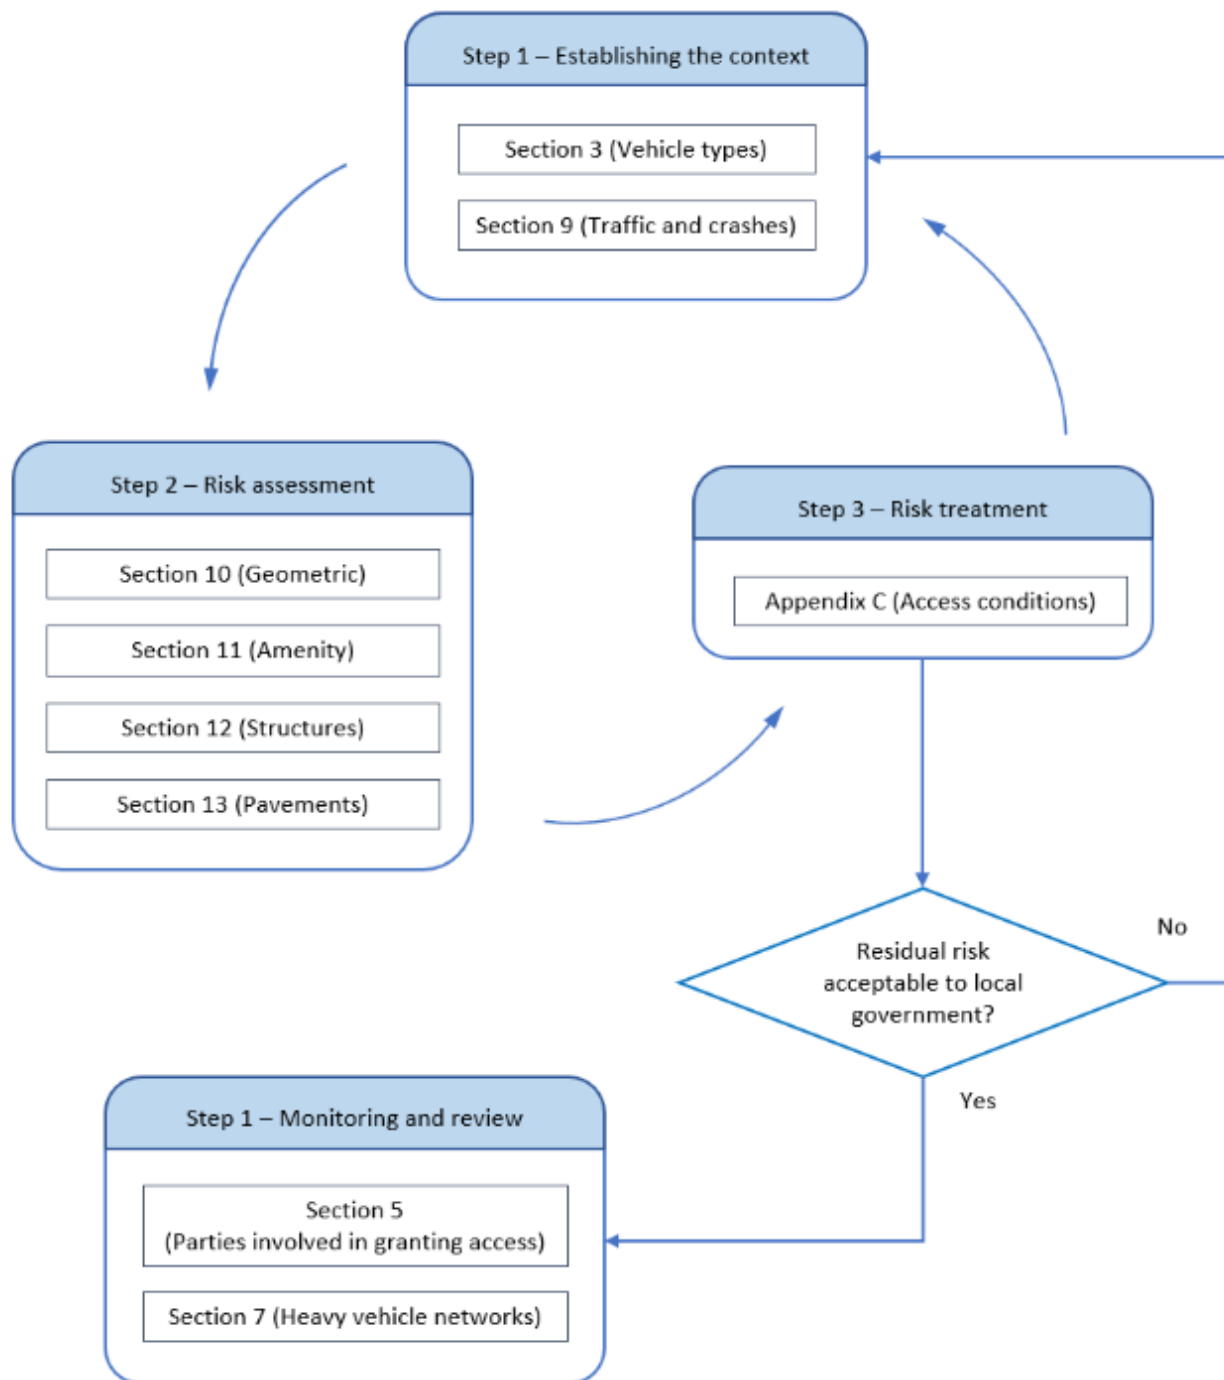 Step 1 – Establishing the context
Section 3 (Vehicle types)
Section 9 (Traffic and crashes)
Step 2 – Risk assessment
Section 10 (Geometric)
Section 11 (Amenity)
Section 12 (Structures)
Section 13 (Pavements)
Step 3 – Risk treatment
Appendix C (Access conditions)
Residual risk
acceptable to local
government?
No
Yes
Step 1 – Monitoring and review
Section 5
(Parties involved in granting access)
Section 7 (Heavy vehicle networks)